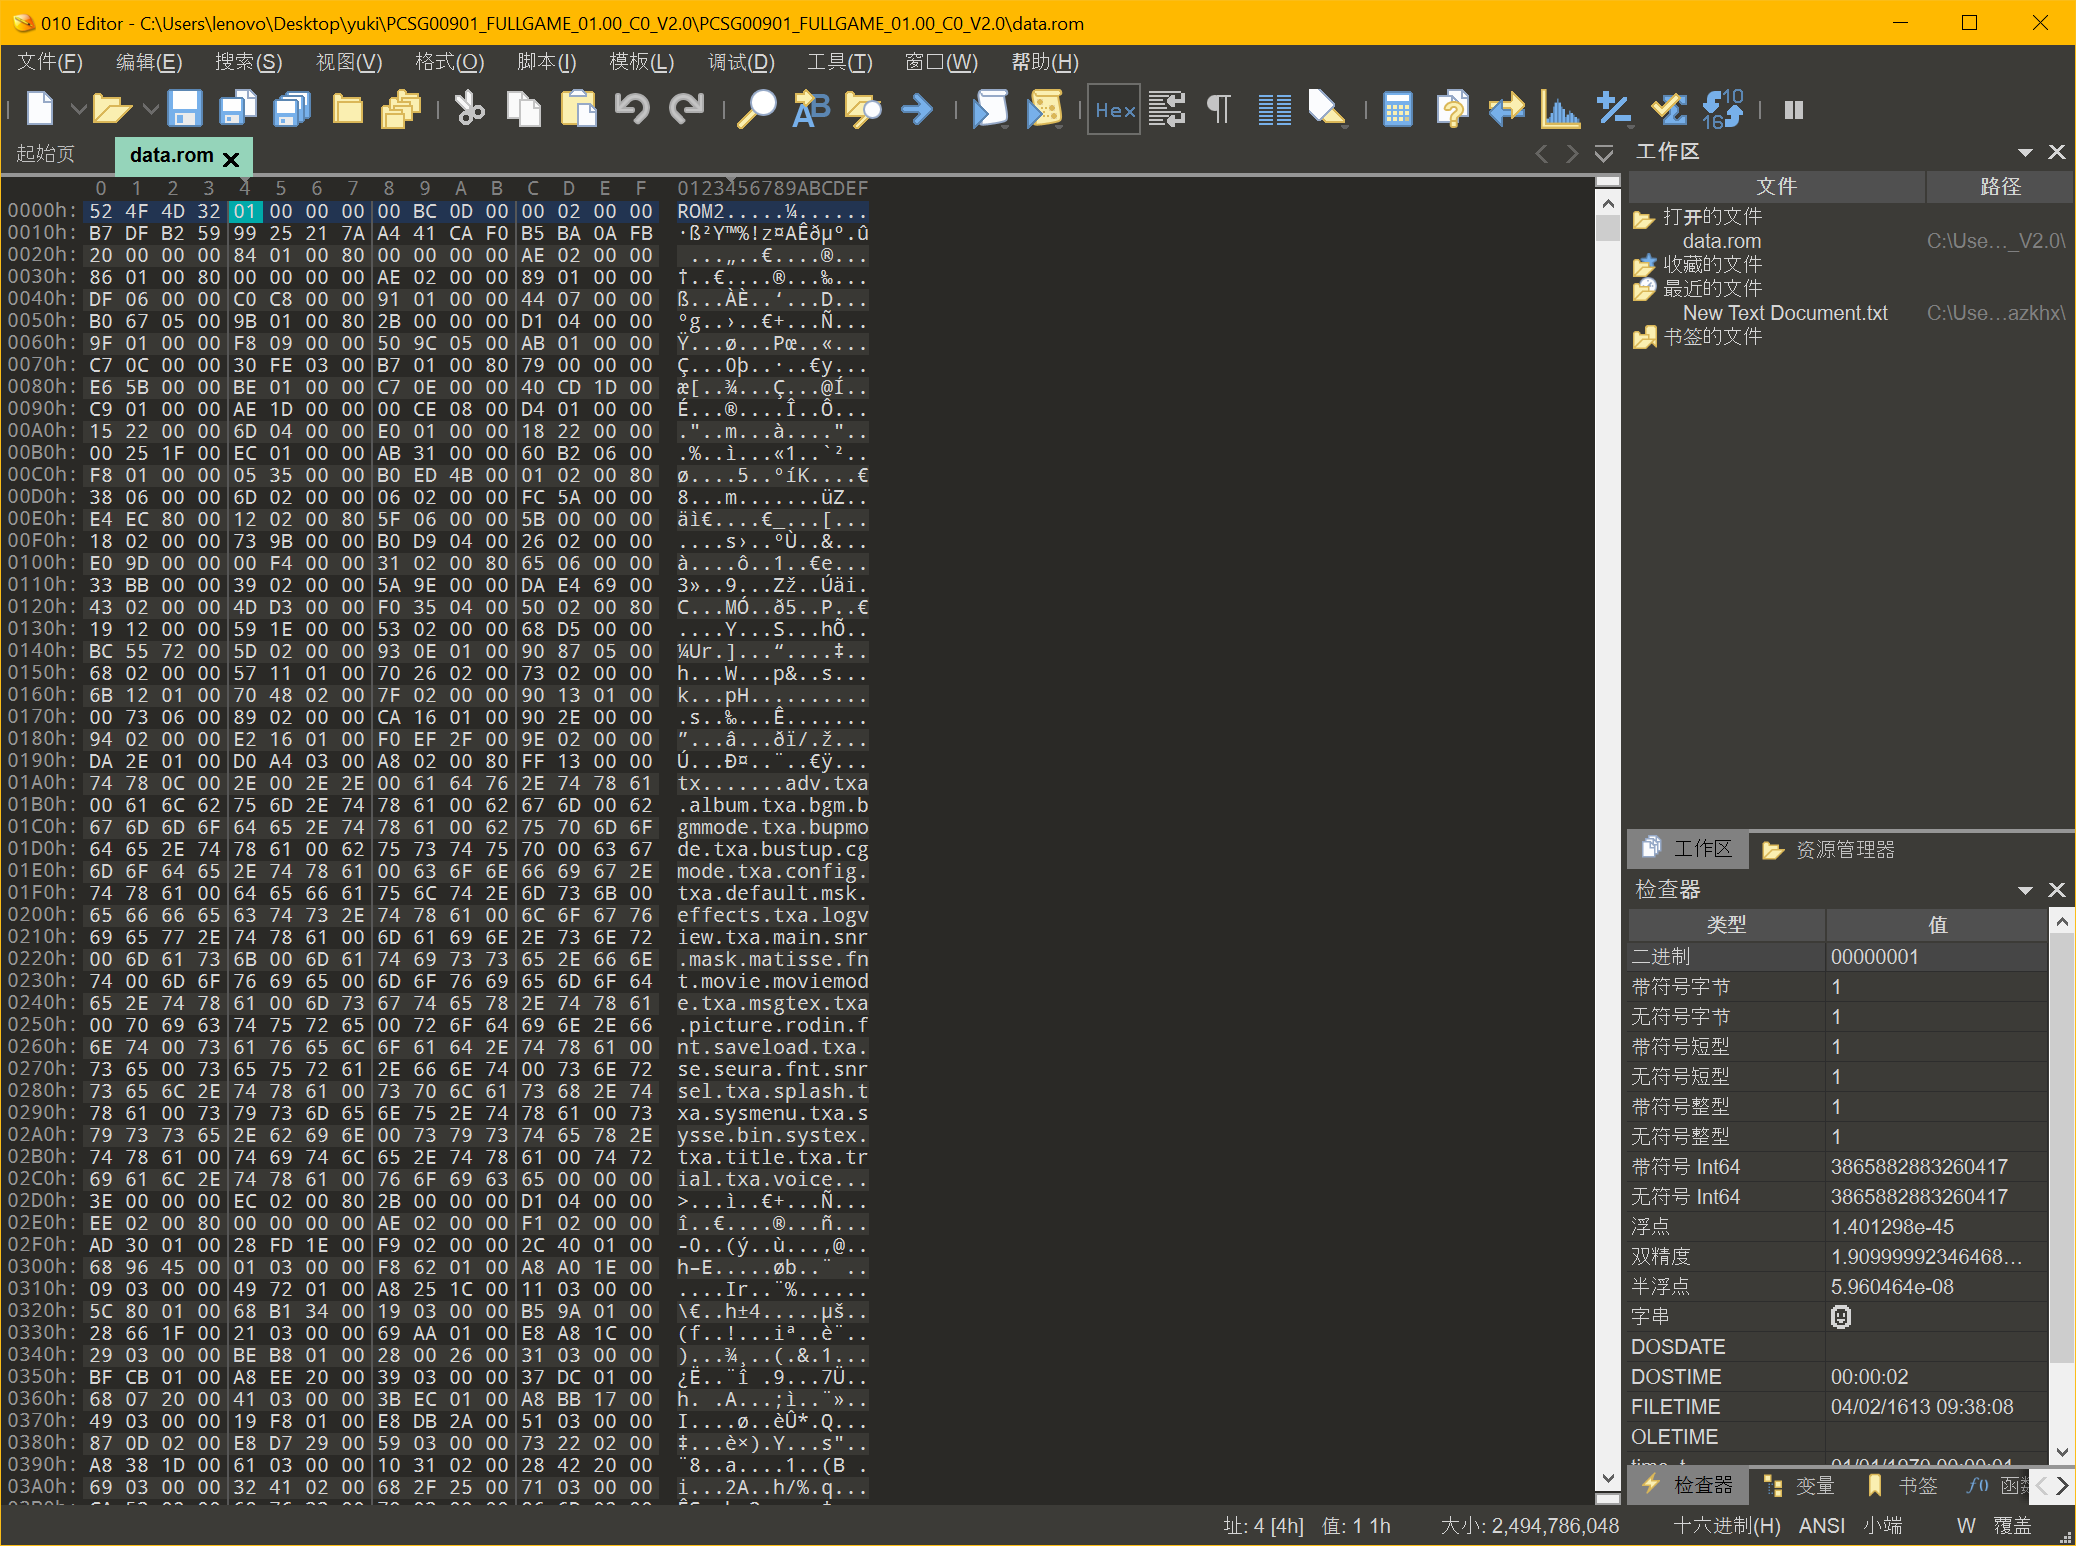 010 Editor - C:\Users\lenovo\Desktop\yuki\PCSG00901_FULLGAME_01.00_C0_V2.0\PCSG00901_FULLGAME_01.00_C0_V2.0\data.rom
文件(F) 编辑(E) 搜索(S) 视图(V) 格式(O) 脚本(I) 模板(L) 调试(D) 工具(T) 窗口(W) 帮助(H)
Hex
起始页 data.rom
0 1 2 3 4 5 6 7 8 9 A B C D E F 0123456789ABCDEF
0000h: 52 4F 4D 32 01 00 00 00 00 BC 0D 00 00 02 00 00 ROM2.....¼......
0010h: B7 DF B2 59 99 25 21 7A A4 41 CA F0 B5 BA 0A FB ·ß²Y™%!z¤AÊðµº.û
0020h: 20 00 00 00 84 01 00 80 00 00 00 00 AE 02 00 00 ...„..€....®...
0030h: 86 01 00 80 00 00 00 00 AE 02 00 00 89 01 00 00 †..€....®...‰...
0040h: DF 06 00 00 C0 C8 00 00 91 01 00 00 44 07 00 00 ß...ÀÈ..‘...D...
0050h: B0 67 05 00 9B 01 00 80 2B 00 00 00 D1 04 00 00 °g..›..€+...Ñ...
0060h: 9F 01 00 00 F8 09 00 00 50 9C 05 00 AB 01 00 00 Ÿ...ø...Pœ..«...
0070h: C7 0C 00 00 30 FE 03 00 B7 01 00 80 79 00 00 00 Ç...0þ..·..€y...
0080h: E6 5B 00 00 BE 01 00 00 C7 0E 00 00 40 CD 1D 00 æ[..¾...Ç...@Í..
0090h: C9 01 00 00 AE 1D 00 00 00 CE 08 00 D4 01 00 00 É...®....Î..Ô...
00A0h: 15 22 00 00 6D 04 00 00 E0 01 00 00 18 22 00 00 ."..m...à...."..
00B0h: 00 25 1F 00 EC 01 00 00 AB 31 00 00 60 B2 06 00 .%..ì...«1..`²..
00C0h: F8 01 00 00 05 35 00 00 B0 ED 4B 00 01 02 00 80 ø....5..°íK....€
00D0h: 38 06 00 00 6D 02 00 00 06 02 00 00 FC 5A 00 00 8...m.......üZ..
00E0h: E4 EC 80 00 12 02 00 80 5F 06 00 00 5B 00 00 00 äì€....€_...[...
00F0h: 18 02 00 00 73 9B 00 00 B0 D9 04 00 26 02 00 00 ....s›..°Ù..&...
0100h: E0 9D 00 00 00 F4 00 00 31 02 00 80 65 06 00 00 à....ô..1..€e...
0110h: 33 BB 00 00 39 02 00 00 5A 9E 00 00 DA E4 69 00 3»..9...Zž..Úäi.
0120h: 43 02 00 00 4D D3 00 00 F0 35 04 00 50 02 00 80 C...MÓ..ð5..P..€
0130h: 19 12 00 00 59 1E 00 00 53 02 00 00 68 D5 00 00 ....Y...S...hÕ..
0140h: BC 55 72 00 5D 02 00 00 93 0E 01 00 90 87 05 00 ¼Ur.]...“....‡..
0150h: 68 02 00 00 57 11 01 00 70 26 02 00 73 02 00 00 h...W...p&..s...
0160h: 6B 12 01 00 70 48 02 00 7F 02 00 00 90 13 01 00 k...pH..........
0170h: 00 73 06 00 89 02 00 00 CA 16 01 00 90 2E 00 00 .s..‰...Ê.......
0180h: 94 02 00 00 E2 16 01 00 F0 EF 2F 00 9E 02 00 00 ”...â...ðï/.ž...
0190h: DA 2E 01 00 D0 A4 03 00 A8 02 00 80 FF 13 00 00 Ú...Ð¤..¨..€ÿ...
01A0h: 74 78 0C 00 2E 00 2E 2E 00 61 64 76 2E 74 78 61 tx.......adv.txa
01B0h: 00 61 6C 62 75 6D 2E 74 78 61 00 62 67 6D 00 62 .album.txa.bgm.b
01C0h: 67 6D 6D 6F 64 65 2E 74 78 61 00 62 75 70 6D 6F gmmode.txa.bupmo
01D0h: 64 65 2E 74 78 61 00 62 75 73 74 75 70 00 63 67 de.txa.bustup.cg
01E0h: 6D 6F 64 65 2E 74 78 61 00 63 6F 6E 66 69 67 2E mode.txa.config.
01F0h: 74 78 61 00 64 65 66 61 75 6C 74 2E 6D 73 6B 00 txa.default.msk.
0200h: 65 66 66 65 63 74 73 2E 74 78 61 00 6C 6F 67 76 effects.txa.logv
0210h: 69 65 77 2E 74 78 61 00 6D 61 69 6E 2E 73 6E 72 iew.txa.main.snr
0220h: 00 6D 61 73 6B 00 6D 61 74 69 73 73 65 2E 66 6E .mask.matisse.fn
0230h: 74 00 6D 6F 76 69 65 00 6D 6F 76 69 65 6D 6F 64 t.movie.moviemod
0240h: 65 2E 74 78 61 00 6D 73 67 74 65 78 2E 74 78 61 e.txa.msgtex.txa
0250h: 00 70 69 63 74 75 72 65 00 72 6F 64 69 6E 2E 66 .picture.rodin.f
0260h: 6E 74 00 73 61 76 65 6C 6F 61 64 2E 74 78 61 00 nt.saveload.txa.
0270h: 73 65 00 73 65 75 72 61 2E 66 6E 74 00 73 6E 72 se.seura.fnt.snr
0280h: 73 65 6C 2E 74 78 61 00 73 70 6C 61 73 68 2E 74 sel.txa.splash.t
0290h: 78 61 00 73 79 73 6D 65 6E 75 2E 74 78 61 00 73 xa.sysmenu.txa.s
02A0h: 79 73 73 65 2E 62 69 6E 00 73 79 73 74 65 78 2E ysse.bin.systex.
02B0h: 74 78 61 00 74 69 74 6C 65 2E 74 78 61 00 74 72 txa.title.txa.tr
02C0h: 69 61 6C 2E 74 78 61 00 76 6F 69 63 65 00 00 00 ial.txa.voice...
02D0h: 3E 00 00 00 EC 02 00 80 2B 00 00 00 D1 04 00 00 >...ì..€+...Ñ...
02E0h: EE 02 00 80 00 00 00 00 AE 02 00 00 F1 02 00 00 î..€....®...ñ...
02F0h: AD 30 01 00 28 FD 1E 00 F9 02 00 00 2C 40 01 00 -0..(ý..ù...,@..
0300h: 68 96 45 00 01 03 00 00 F8 62 01 00 A8 A0 1E 00 h–E.....øb..¨ ..
0310h: 09 03 00 00 49 72 01 00 A8 25 1C 00 11 03 00 00 ....Ir..¨%......
0320h: 5C 80 01 00 68 B1 34 00 19 03 00 00 B5 9A 01 00 \€..h±4.....µš..
0330h: 28 66 1F 00 21 03 00 00 69 AA 01 00 E8 A8 1C 00 (f..!...iª..è¨..
0340h: 29 03 00 00 BE B8 01 00 28 00 26 00 31 03 00 00 )...¾¸..(.&.1...
0350h: BF CB 01 00 A8 EE 20 00 39 03 00 00 37 DC 01 00 ¿Ë..¨î .9...7Ü..
0360h: 68 07 20 00 41 03 00 00 3B EC 01 00 A8 BB 17 00 h. .A...;ì..¨»..
0370h: 49 03 00 00 19 F8 01 00 E8 DB 2A 00 51 03 00 00 I....ø..èÛ*.Q...
0380h: 87 0D 02 00 E8 D7 29 00 59 03 00 00 73 22 02 00 ‡...è×).Y...s"..
0390h: A8 38 1D 00 61 03 00 00 10 31 02 00 28 42 20 00 ¨8..a....1..(B .
03A0h: 69 03 00 00 32 41 02 00 68 2F 25 00 71 03 00 00 i...2A..h/%.q...
工作区
文件 路径
打开的文件
data.rom C:\Use..._V2.0\
收藏的文件
最近的文件
New Text Document.txt C:\Use...azkhx\
书签的文件
工作区 资源管理器
检查器
类型 值
二进制 00000001
带符号字节 1
无符号字节 1
带符号短型 1
无符号短型 1
带符号整型 1
无符号整型 1
带符号 Int64 3865882883260417
无符号 Int64 3865882883260417
浮点 1.401298e-45
双精度 1.90999992346468...
半浮点 5.960464e-08
字串 ☺
DOSDATE
DOSTIME 00:00:02
FILETIME 04/02/1613 09:38:08
OLETIME
检查器 变量 书签 函数
址: 4 [4h] 值: 1 1h 大小: 2,494,786,048 十六进制(H) ANSI 小端 W 覆盖